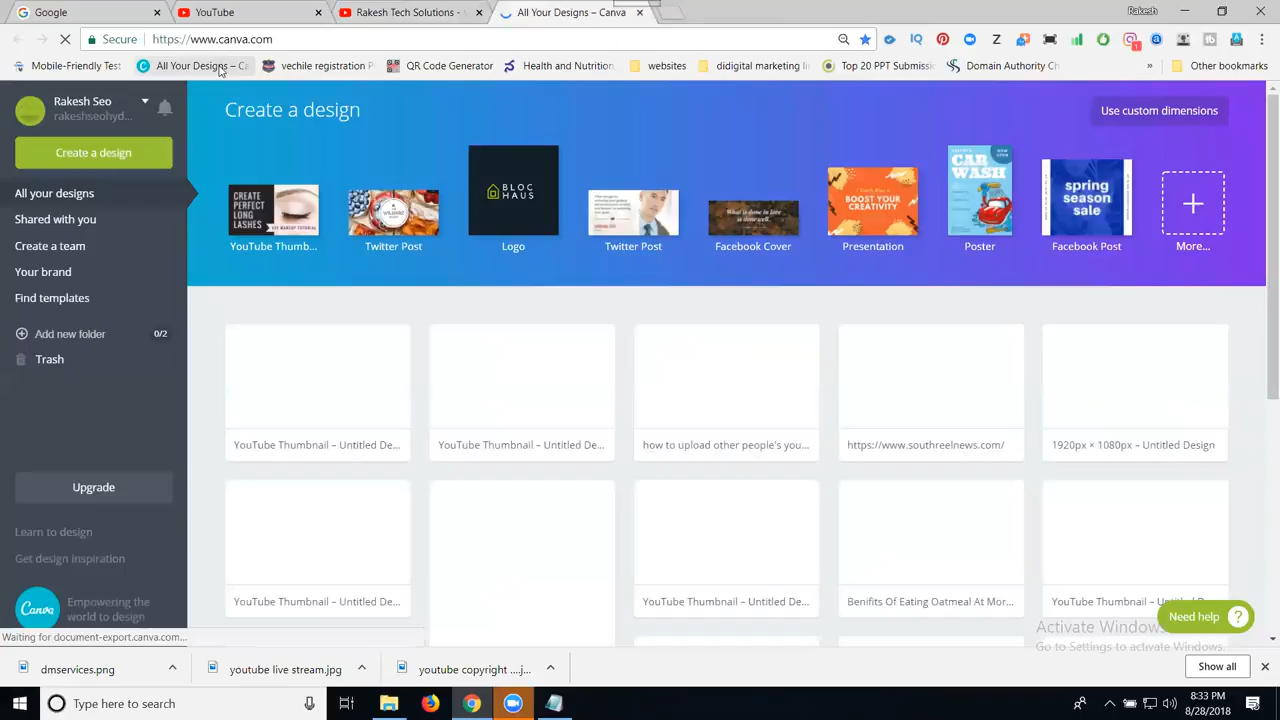 Google
YouTube
Rakesh Tech Solutions -
All Your Designs – Canva
Rakesh
Secure
https://www.canva.com
Mobile-Friendly Test
All Your Designs – Ca
vechile registration P
QR Code Generator
Health and Nutrition
websites
didigital marketing li
Top 20 PPT Submissi
Domain Authority Ch
»
Other bookmarks
Rakesh Seo
rakeshseohyd...
Create a design
All your designs
Shared with you
Create a team
Your brand
Find templates
Add new folder
0/2
Trash
Upgrade
Learn to design
Get design inspiration
Canva
Empowering the
world to design
Create a design
Use custom dimensions
CREATE
PERFECT
LONG
LASHES
BLOG
HAUS
BOOST YOUR
CREATIVITY
CAR
WASH
spring
season
sale
YouTube Thumb...
Twitter Post
Logo
Twitter Post
Facebook Cover
Presentation
Poster
Facebook Post
More...
YouTube Thumbnail – Untitled De...
YouTube Thumbnail – Untitled De...
how to upload other people's you...
https://www.southreelnews.com/
1920px × 1080px – Untitled Design
YouTube Thumbnail – Untitled De...
YouTube Thumbnail – Untitled De...
Benifits Of Eating Oatmeal At Mor...
YouTube Thumbnail – Untitled De...
Need help ?
Activate Windows
Go to Settings to activate Windows.
Waiting for document-export.canva.com...
dmservices.png
youtube live stream.jpg
youtube copyright ....j...
Show all
Type here to search
8:33 PM
8/28/2018